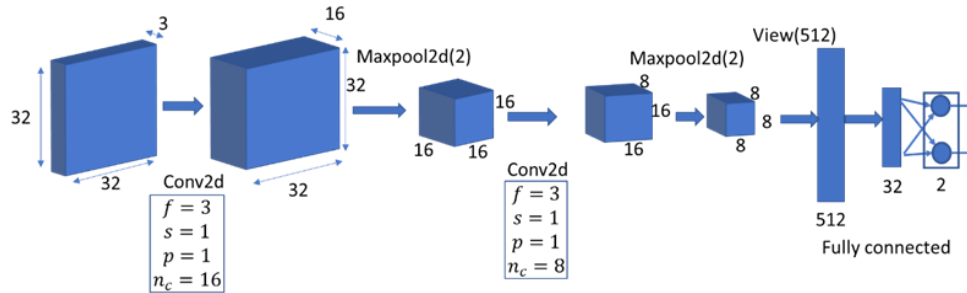 3
32
32
Conv2d
f = 3
s = 1
p = 1
n_c = 16
16
32
32
Maxpool2d(2)
16
16
16
Conv2d
f = 3
s = 1
p = 1
n_c = 8
8
16
16
Maxpool2d(2)
8
8
8
View(512)
512
32
2
Fully connected